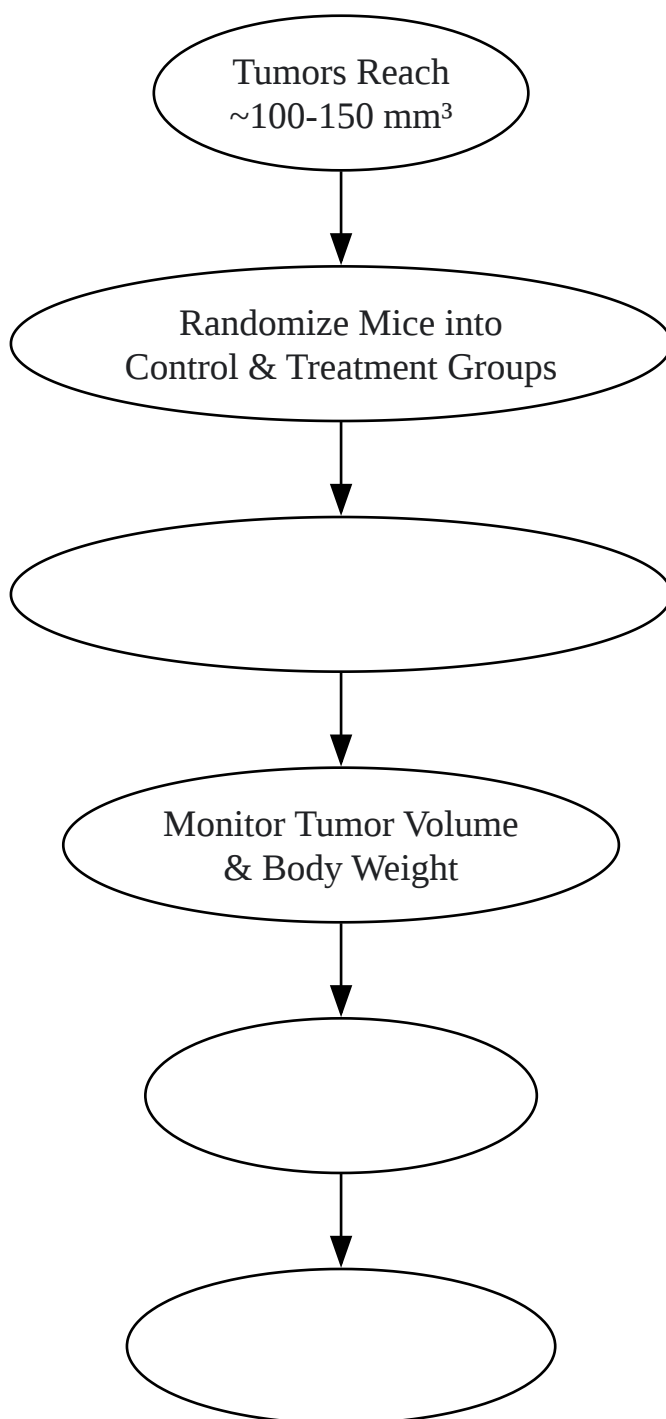 Tumors Reach
~100-150 mm³
Randomize Mice into
Control & Treatment Groups
Monitor Tumor Volume
& Body Weight